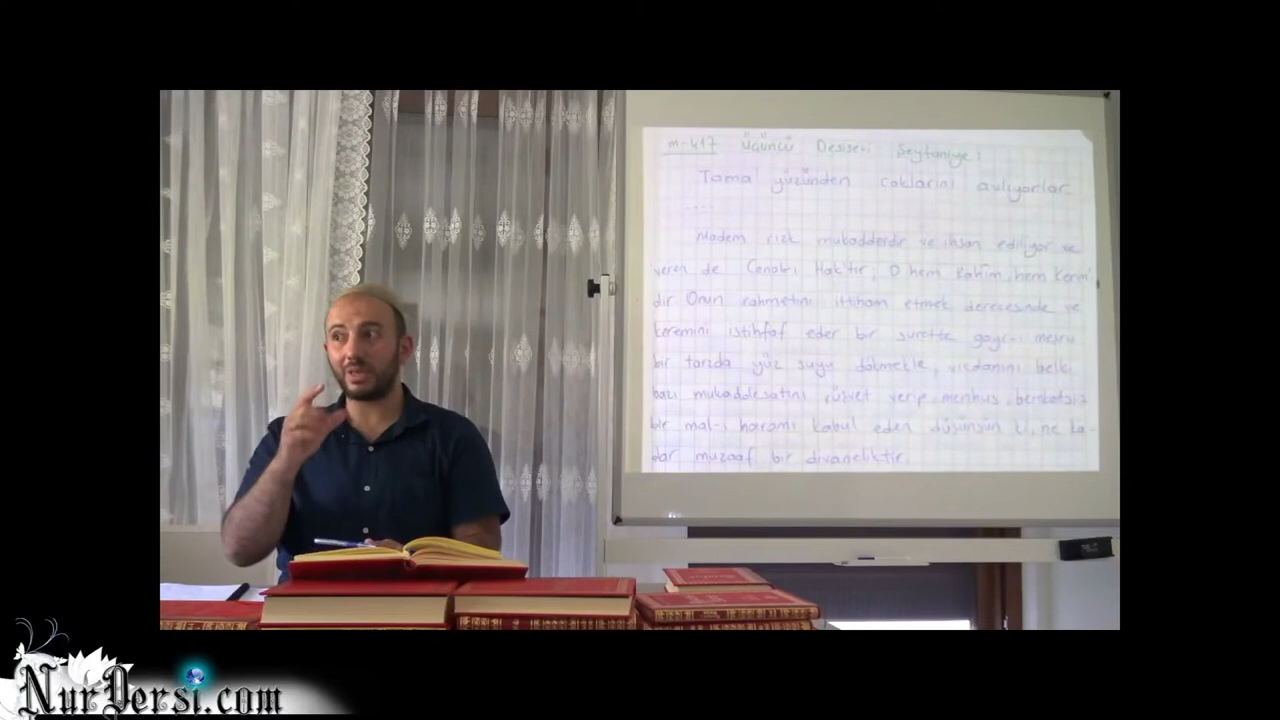 m-417 Üçüncü Desise-i Şeytaniye:
Tama yüzünden çoklarını avlıyorlar.
....
Madem rızk mukadderdir ve ihsan ediliyor ve
veren de Cenab-ı Hak'tır; O hem Rahîm, hem Kerim'
dir Onun rahmetini ittiham etmek derecesinde ve
keremini istihfaf eder bir surette gayr-ı meşru
bir tarzda yüz suyu dökmekle, vicdanını belki
bazı mukaddesatını rüşvet verip, menhus, bereketsiz
bir mal-ı haramı kabul eden düşünsün ki, ne ka-
dar muzaaf bir divaneliktir.
NurDersi.com